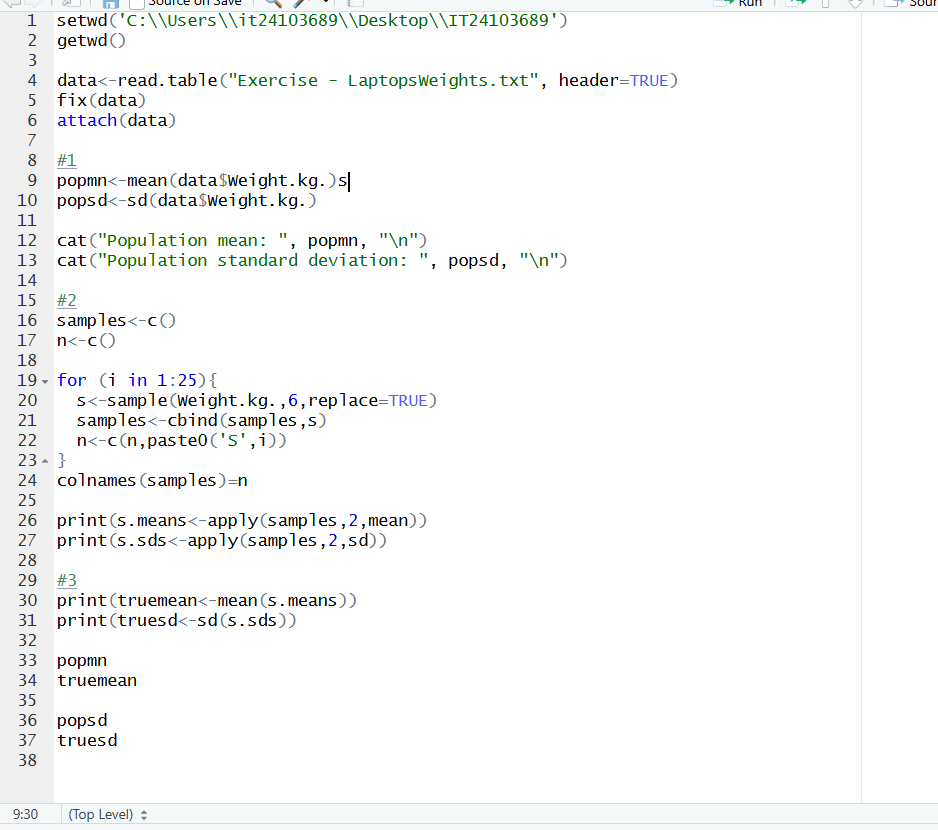 Source on Save Run Sour
1 setwd('C:\\Users\\it24103689\\Desktop\\IT24103689')
2 getwd()
3
4 data<-read.table("Exercise - LaptopsWeights.txt", header=TRUE)
5 fix(data)
6 attach(data)
7
8 #1
9 popmn<-mean(data$Weight.kg.)s
10 popsd<-sd(data$Weight.kg.)
11
12 cat("Population mean: ", popmn, "\n")
13 cat("Population standard deviation: ", popsd, "\n")
14
15 #2
16 samples<-c()
17 n<-c()
18
19 for (i in 1:25){
20   s<-sample(Weight.kg.,6,replace=TRUE)
21   samples<-cbind(samples,s)
22   n<-c(n,paste0('S',i))
23 }
24 colnames(samples)=n
25
26 print(s.means<-apply(samples,2,mean))
27 print(s.sds<-apply(samples,2,sd))
28
29 #3
30 print(truemean<-mean(s.means))
31 print(truesd<-sd(s.sds))
32
33 popmn
34 truemean
35
36 popsd
37 truesd
38
9:30 (Top Level)